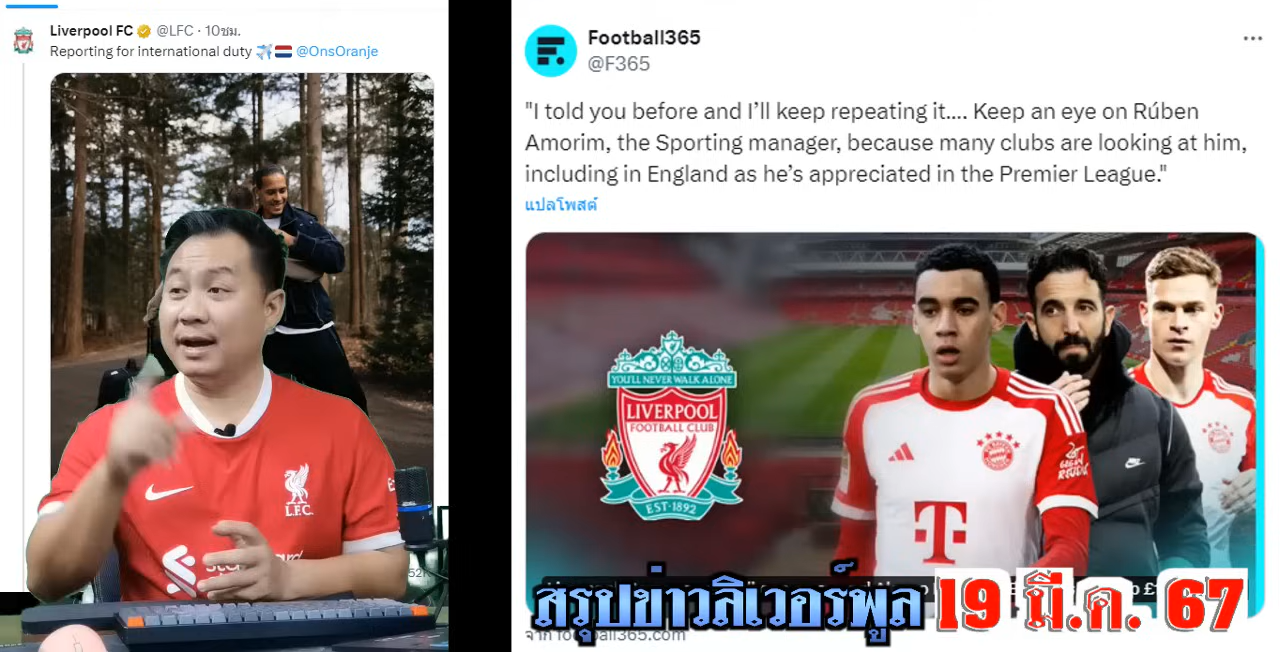 Liverpool FC @LFC · 10ชม.
Reporting for international duty @OnsOranje
L.F.C.
Football365
@F365
"I told you before and I'll keep repeating it.... Keep an eye on Rúben
Amorim, the Sporting manager, because many clubs are looking at him,
including in England as he's appreciated in the Premier League."
แปลโพสต์
YOU'LL NEVER WALK ALONE
LIVERPOOL
FOOTBALL CLUB
EST·1892
T
สรุปข่าวลิเวอร์พูล 19 มี.ค. 67
จาก football365.com